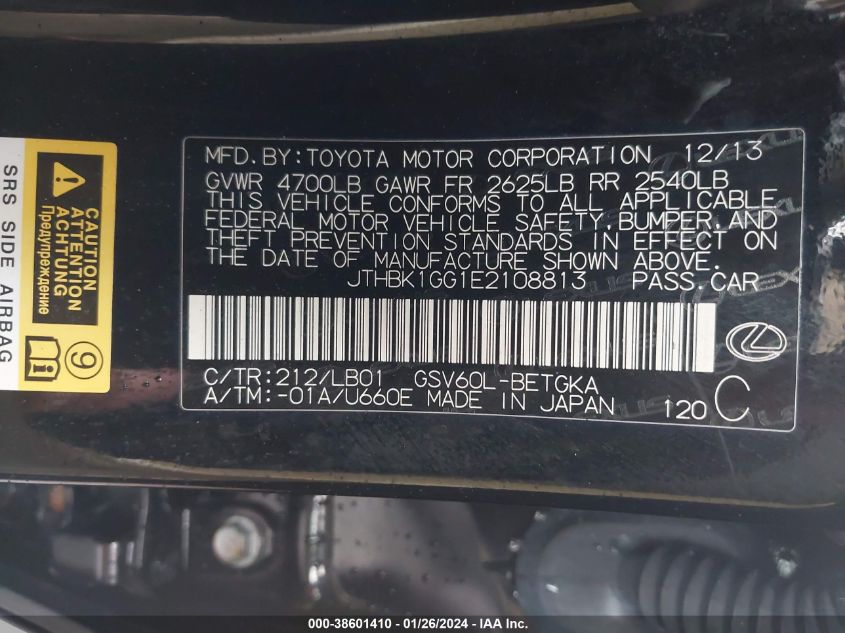 MFD.BY:TOYOTA MOTOR CORPORATION 12/13
GVWR 4700LB GAWR FR 2625LB RR 2540LB
THIS VEHICLE CONFORMS TO ALL APPLICABLE
FEDERAL MOTOR VEHICLE SAFETY,BUMPER,AND
THEFT PREVENTION STANDARDS IN EFFECT ON
THE DATE OF MANUFACTURE SHOWN ABOVE.
JTHBK1GG1E2108813 PASS.CAR
C/TR:212/LB01 GSV60L-BETGKA
A/TM:-01A/U660E MADE IN JAPAN
120 C
CAUTION
ACHTUNG
Предупреждение
9
SRS SIDE AIRBAG
000-38601410 - 01/26/2024 - IAA Inc.